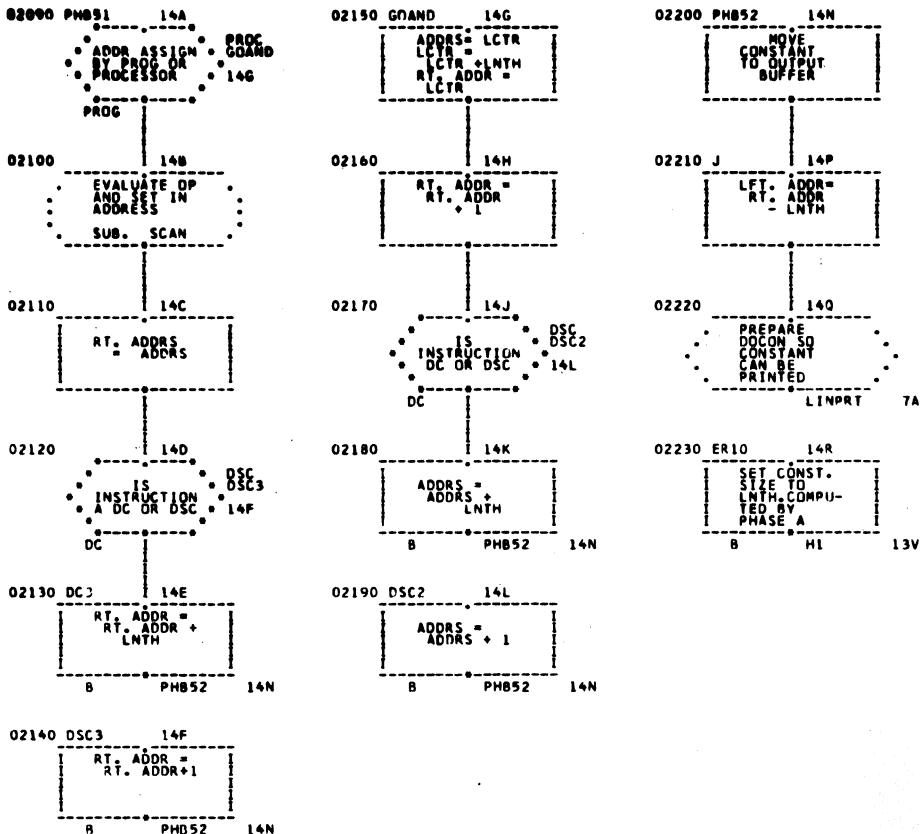 02090 PHB51 14A
ADDR ASSIGN
BY PROG OR
PROCESSOR
PROC
GOAND
14G
PROG
02100 14B
EVALUATE OP
AND SET IN
ADDRESS
SUB. SCAN
02110 14C
RT. ADDRS
= ADDRS
02120 14D
IS
INSTRUCTION
A DC OR DSC
DSC
DSC3
14F
DC
02130 DC3 14E
RT. ADDR =
RT. ADDR +
LNTH
B PHB52 14N
02140 DSC3 14F
RT. ADDR =
RT. ADDR+1
B PHB52 14N
02150 GOAND 14G
ADDRS= LCTR
LCTR =
LCTR +LNTH
RT. ADDR =
LCTR
02160 14H
RT. ADDR =
RT. ADDR
+ 1
02170 14J
IS
INSTRUCTION
DC OR DSC
DSC
DSC2
14L
DC
02180 14K
ADDRS =
ADDRS +
LNTH
B PHB52 14N
02190 DSC2 14L
ADDRS =
ADDRS + 1
B PHB52 14N
02200 PHB52 14N
MOVE
CONSTANT
TO OUTPUT
BUFFER
02210 J 14P
LFT. ADDR=
RT. ADDR
- LNTH
02220 14Q
PREPARE
DOCON SO
CONSTANT
CAN BE
PRINTED
LINPRT 7A
02230 ER10 14R
SET CONST.
SIZE TO
LNTH.COMPU-
TED BY
PHASE A
B H1 13V